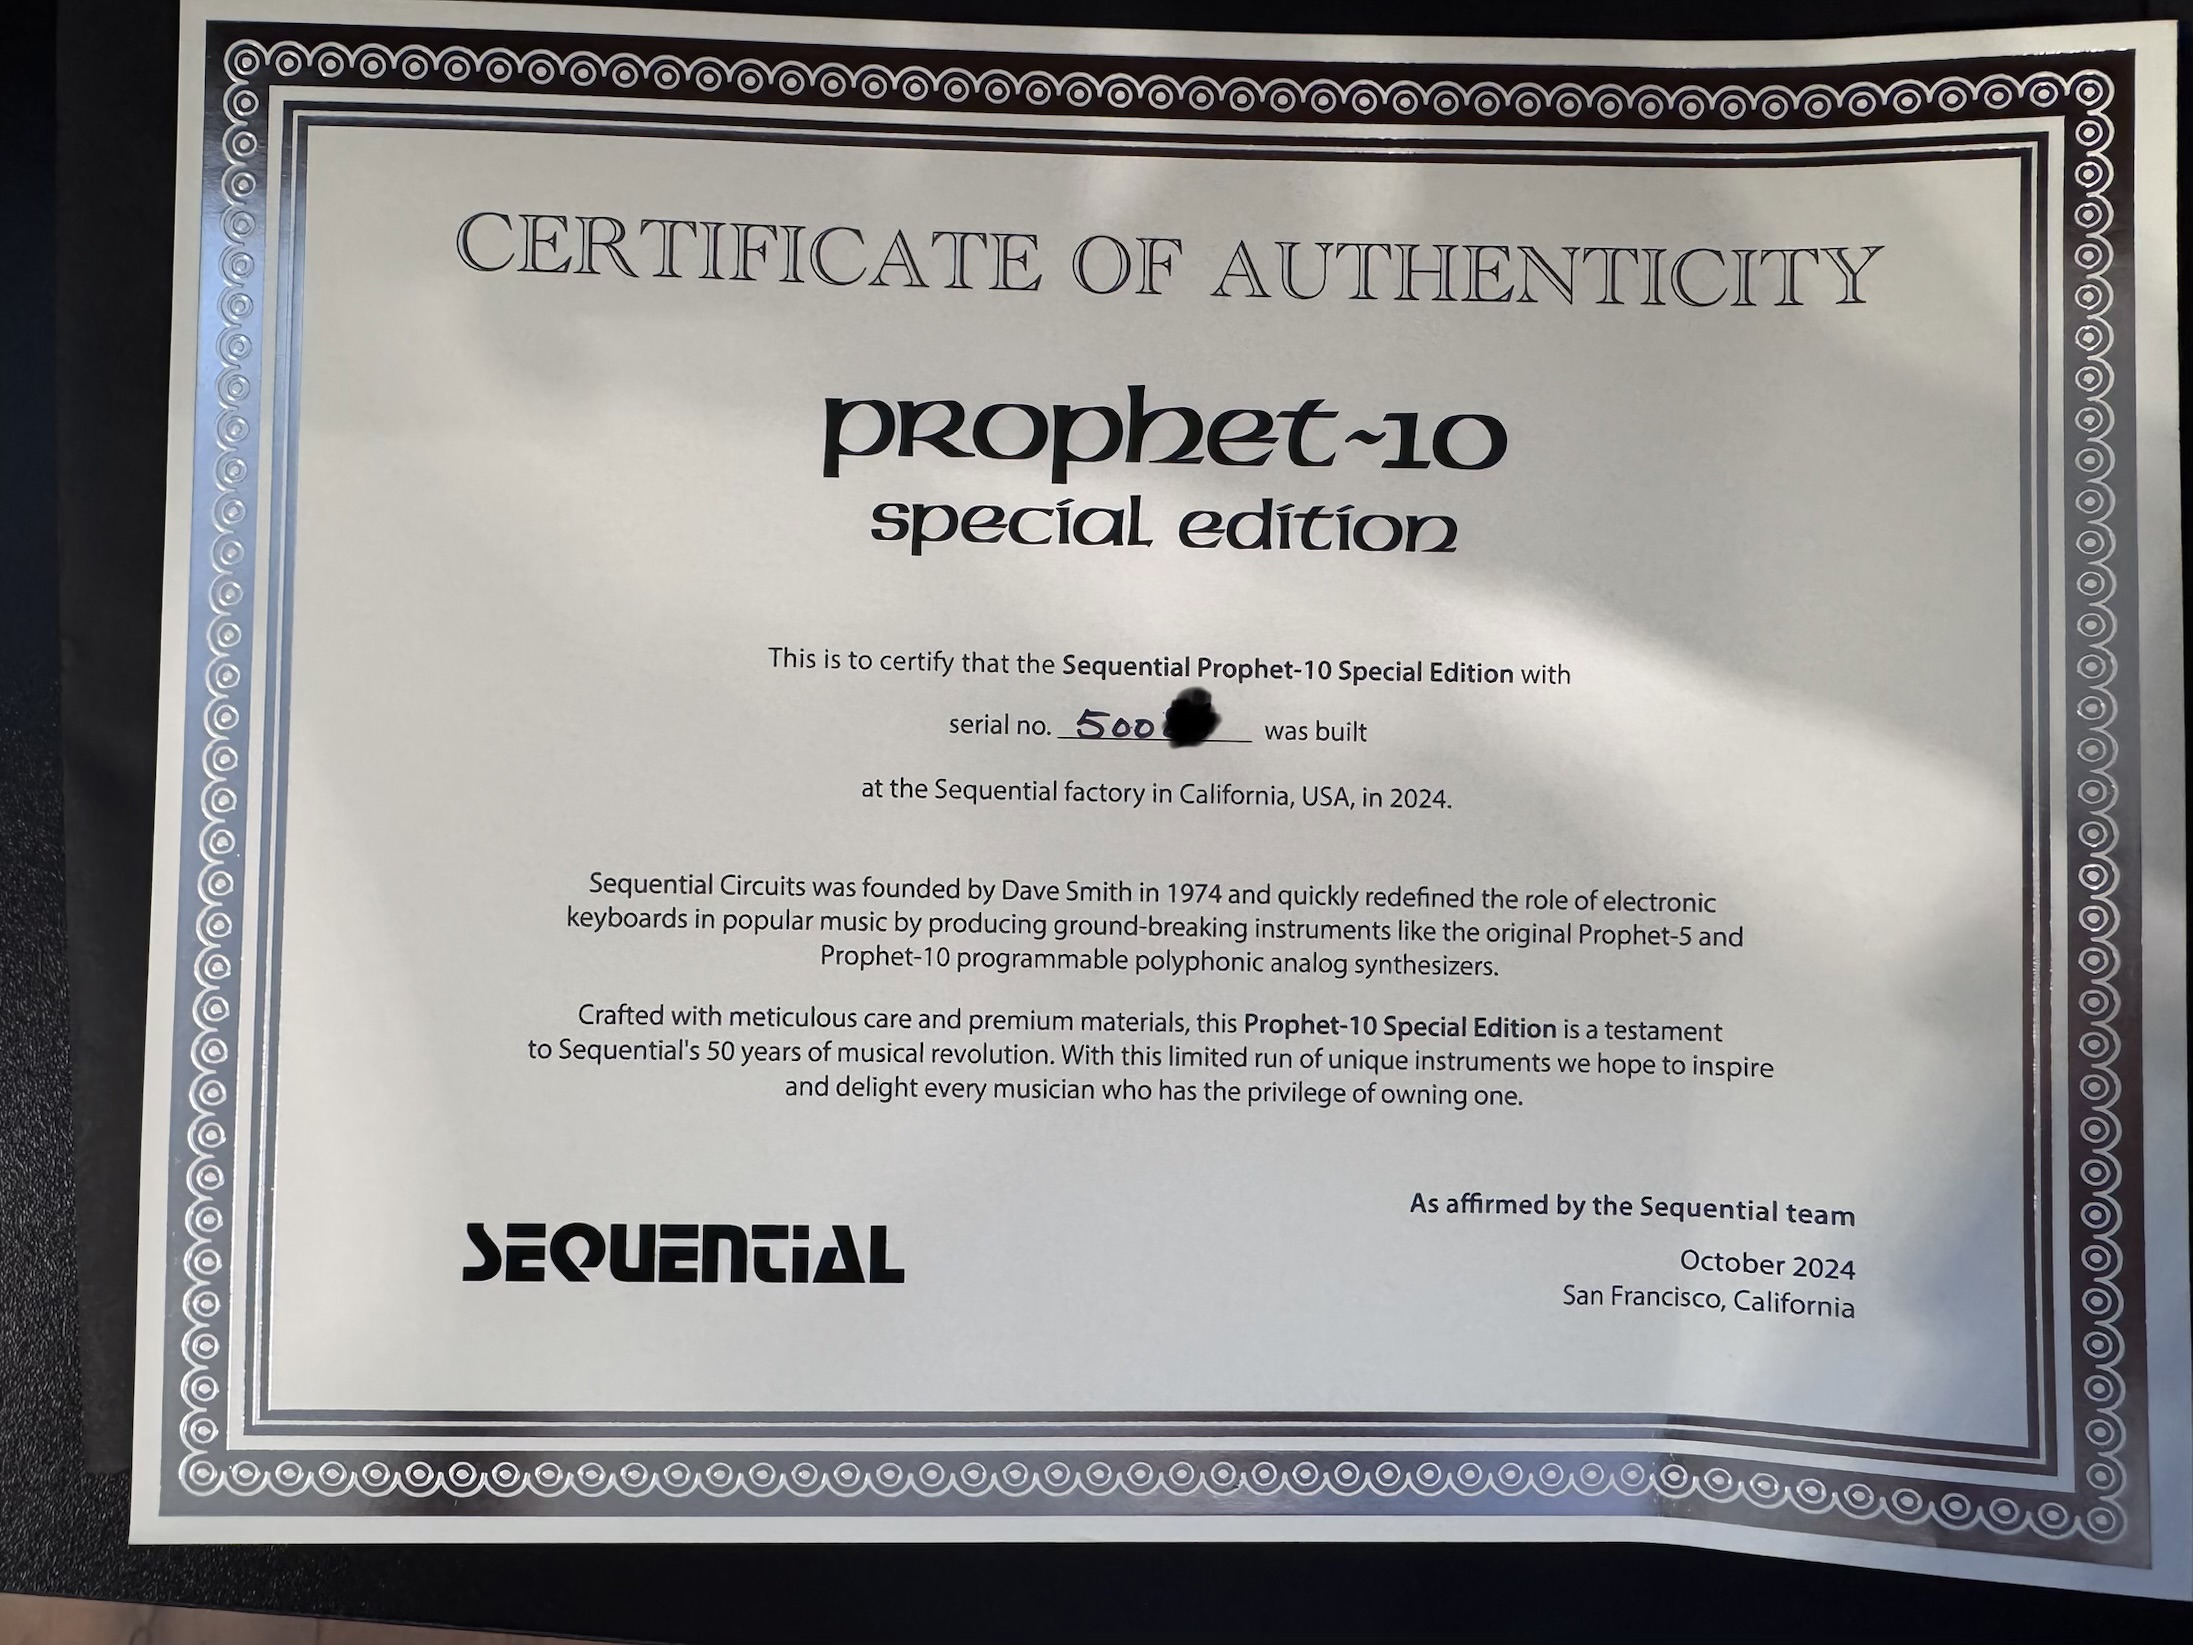 CERTIFICATE OF AUTHENTICITY
prophet~10
special edition
This is to certify that the Sequential Prophet-10 Special Edition with
serial no. 500 was built
at the Sequential factory in California, USA, in 2024.
Sequential Circuits was founded by Dave Smith in 1974 and quickly redefined the role of electronic
keyboards in popular music by producing ground-breaking instruments like the original Prophet-5 and
Prophet-10 programmable polyphonic analog synthesizers.
Crafted with meticulous care and premium materials, this Prophet-10 Special Edition is a testament
to Sequential's 50 years of musical revolution. With this limited run of unique instruments we hope to inspire
and delight every musician who has the privilege of owning one.
As affirmed by the Sequential team
SEQUENTIAL
October 2024
San Francisco, California